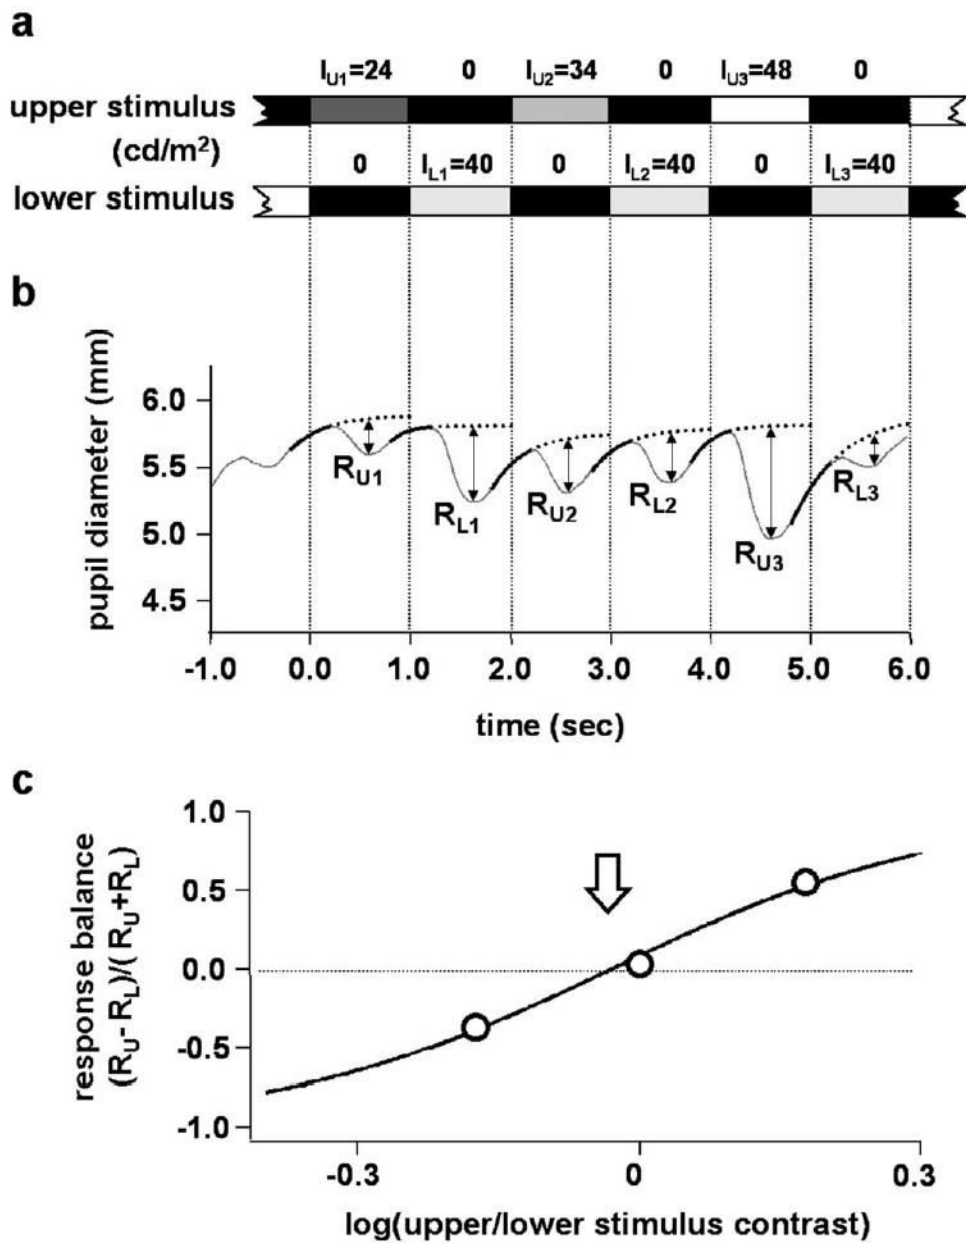 a
I_U1=24 0 I_U2=34 0 I_U3=48 0
upper stimulus
(cd/m²)
0 I_L1=40 0 I_L2=40 0 I_L3=40
lower stimulus
b
pupil diameter (mm)
6.0
5.5
5.0
4.5
R_U1
R_L1
R_U2
R_L2
R_U3
R_L3
-1.0 0.0 1.0 2.0 3.0 4.0 5.0 6.0
time (sec)
c
response balance
(R_U- R_L)/( R_U+R_L)
1.0
0.5
0.0
-0.5
-1.0
-0.3 0 0.3
log(upper/lower stimulus contrast)